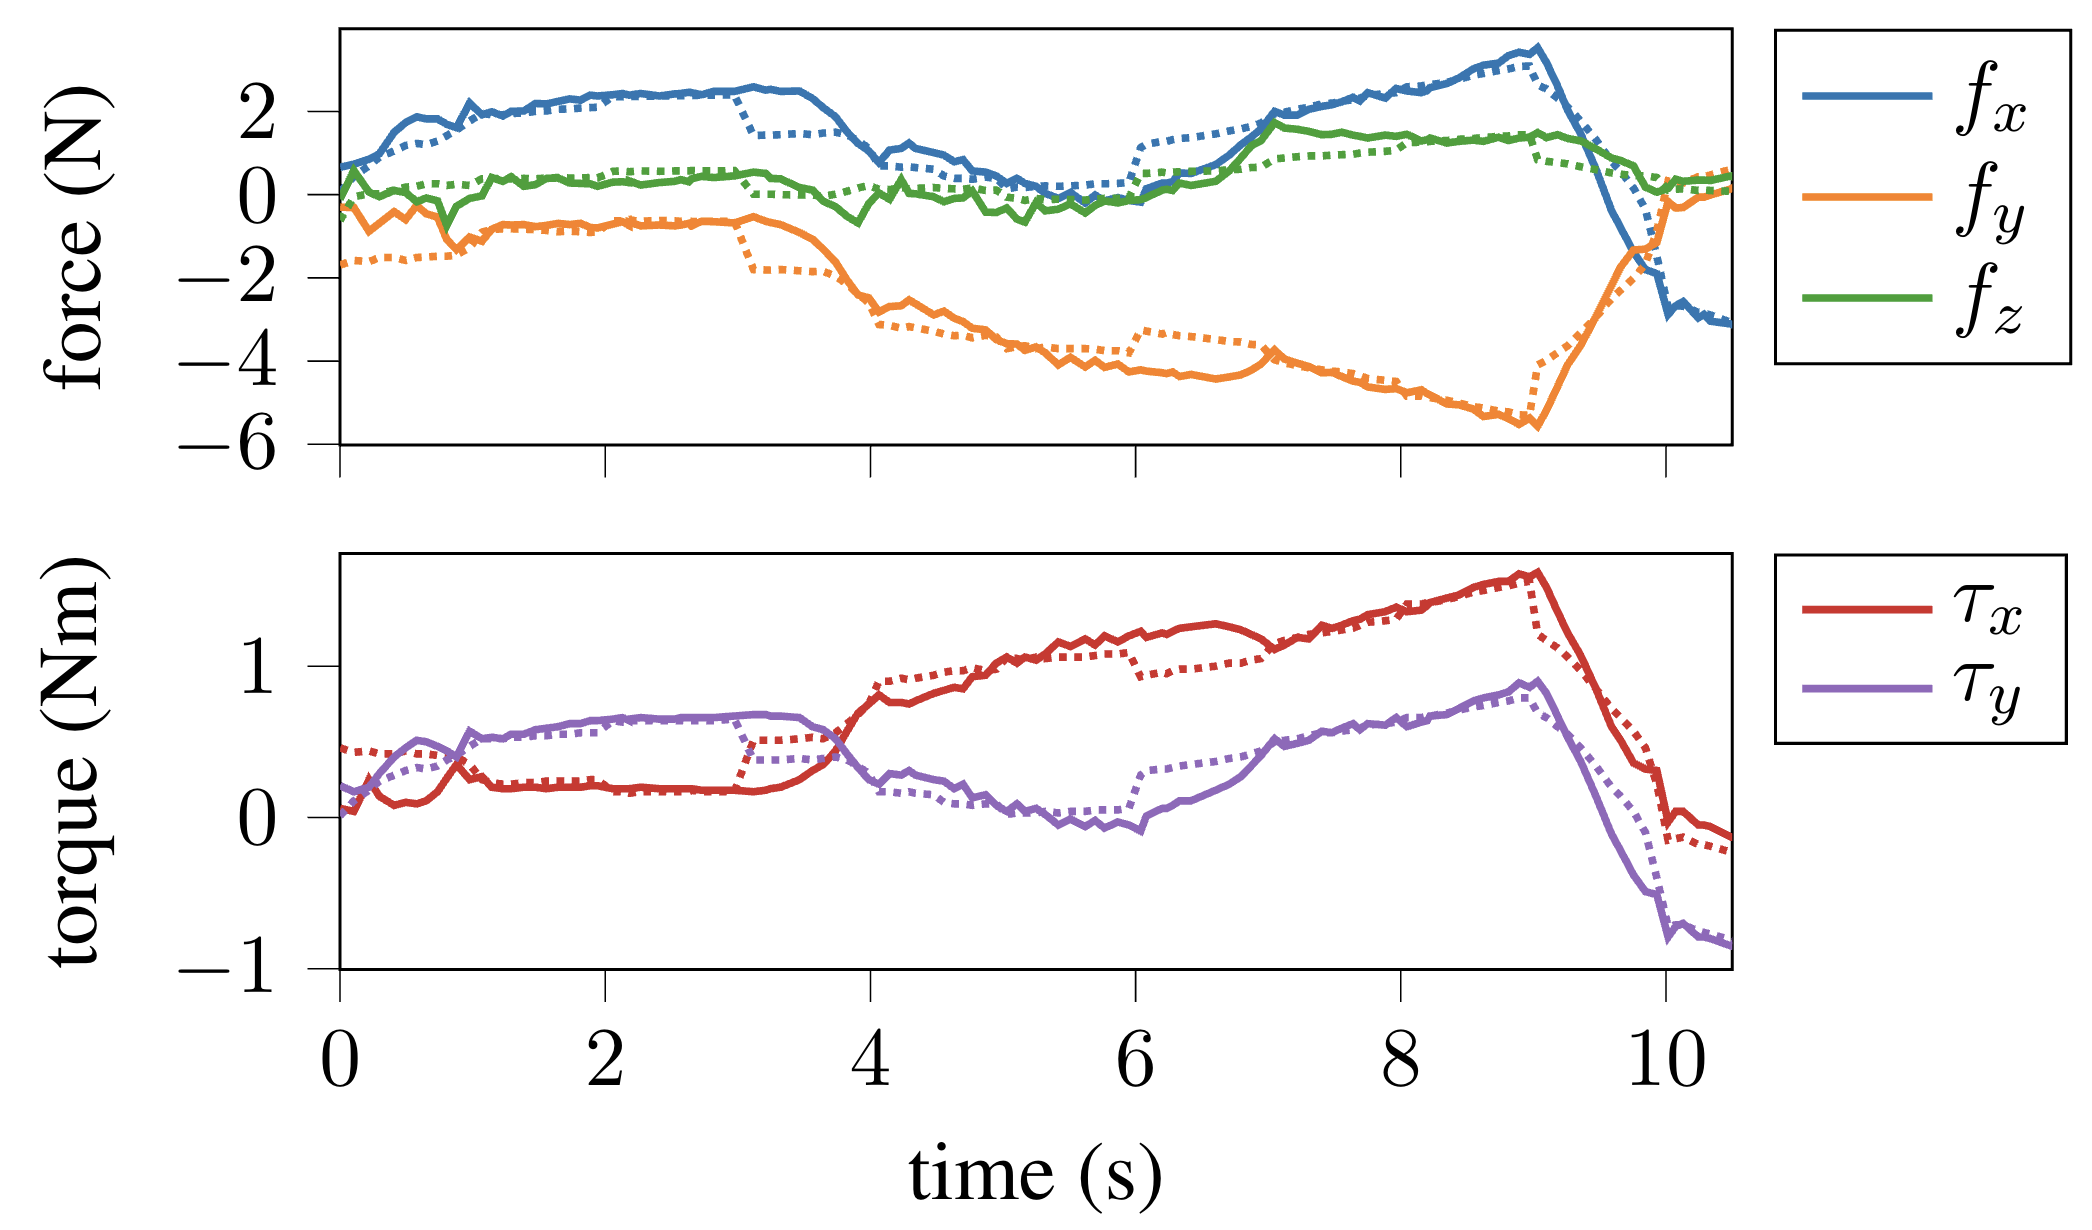 force (N)
2
0
−2
−4
−6
f_x
f_y
f_z
torque (Nm)
1
0
−1
τ_x
τ_y
0 2 4 6 8 10
time (s)